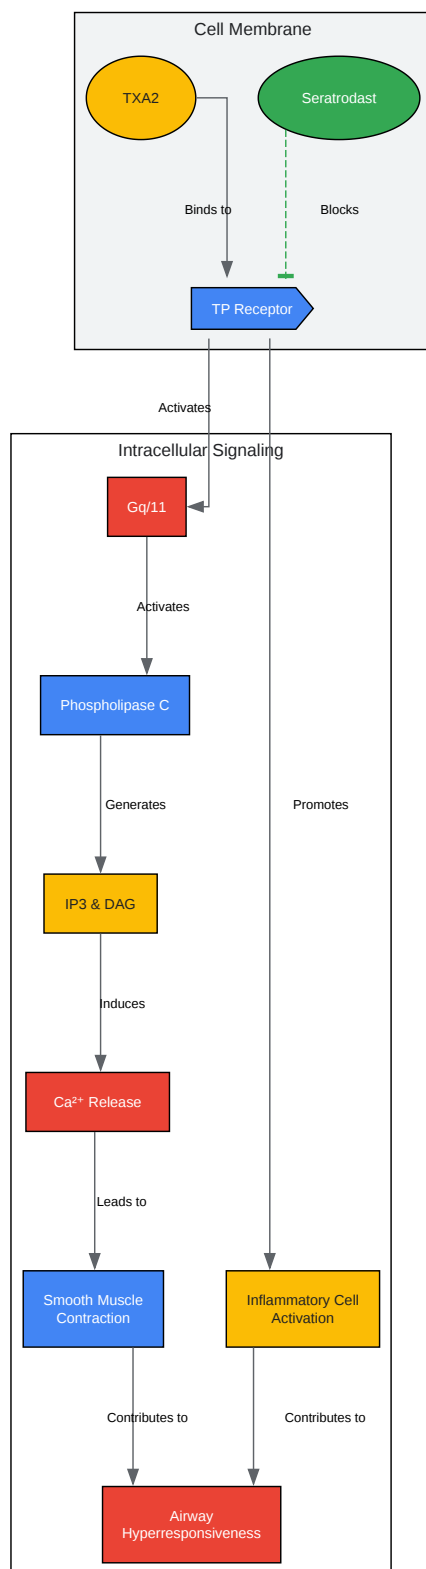 Cell Membrane
TXA2
Seratrodast
Binds to
Blocks
TP Receptor
Activates
Intracellular Signaling
Gq/11
Activates
Phospholipase C
Generates
Promotes
IP3 & DAG
Induces
Ca²⁺ Release
Leads to
Smooth Muscle
Contraction
Inflammatory Cell
Activation
Contributes to
Contributes to
Airway
Hyperresponsiveness